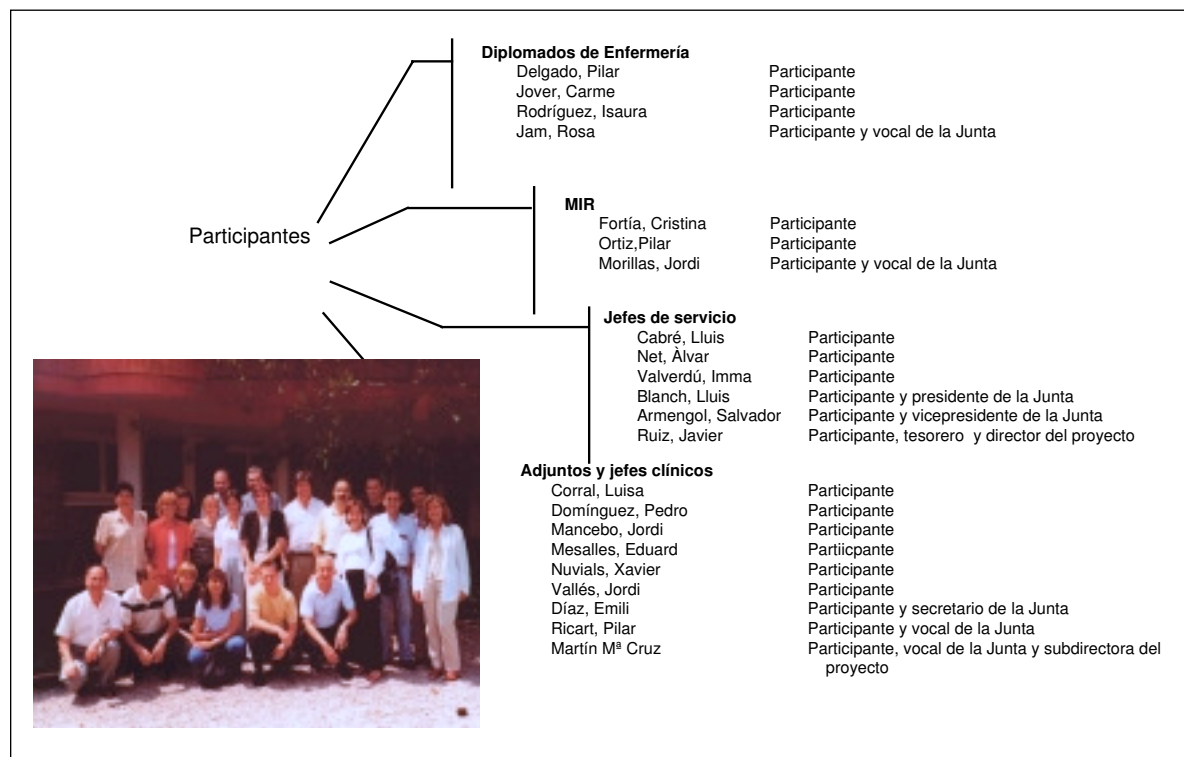 Participantes
Diplomados de Enfermería
Delgado, Pilar Participante
Jover, Carme Participante
Rodríguez, Isaura Participante
Jam, Rosa Participante y vocal de la Junta
MIR
Fortía, Cristina Participante
Ortiz,Pilar Participante
Morillas, Jordi Participante y vocal de la Junta
Jefes de servicio
Cabré, Lluis Participante
Net, Àlvar Participante
Valverdú, Imma Participante
Blanch, Lluis Participante y presidente de la Junta
Armengol, Salvador Participante y vicepresidente de la Junta
Ruiz, Javier Participante, tesorero y director del proyecto
Adjuntos y jefes clínicos
Corral, Luisa Participante
Domínguez, Pedro Participante
Mancebo, Jordi Participante
Mesalles, Eduard Partiicpante
Nuvials, Xavier Participante
Vallés, Jordi Participante
Díaz, Emili Participante y secretario de la Junta
Ricart, Pilar Participante y vocal de la Junta
Martín Mª Cruz Participante, vocal de la Junta y subdirectora del
proyecto